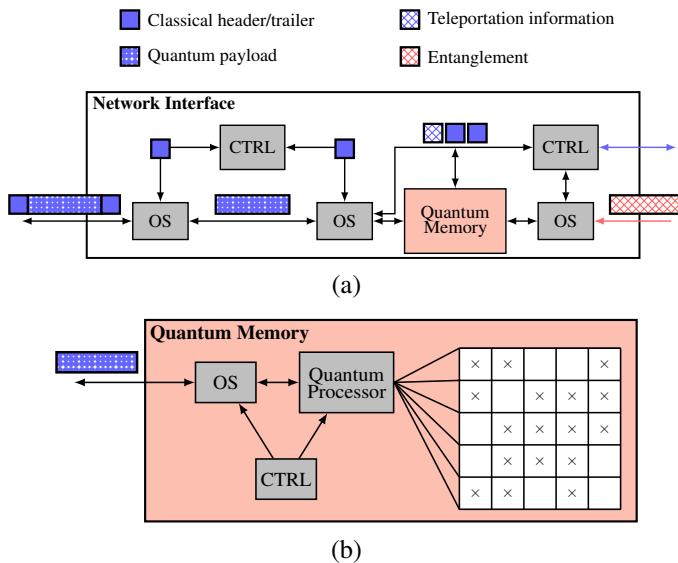 Classical header/trailer Teleportation information
Quantum payload Entanglement
Network Interface
CTRL CTRL
OS OS Quantum Memory OS
(a)
Quantum Memory
OS Quantum Processor
CTRL
× × ×
× × × ×
× × × ×
× × ×
× × ×
(b)